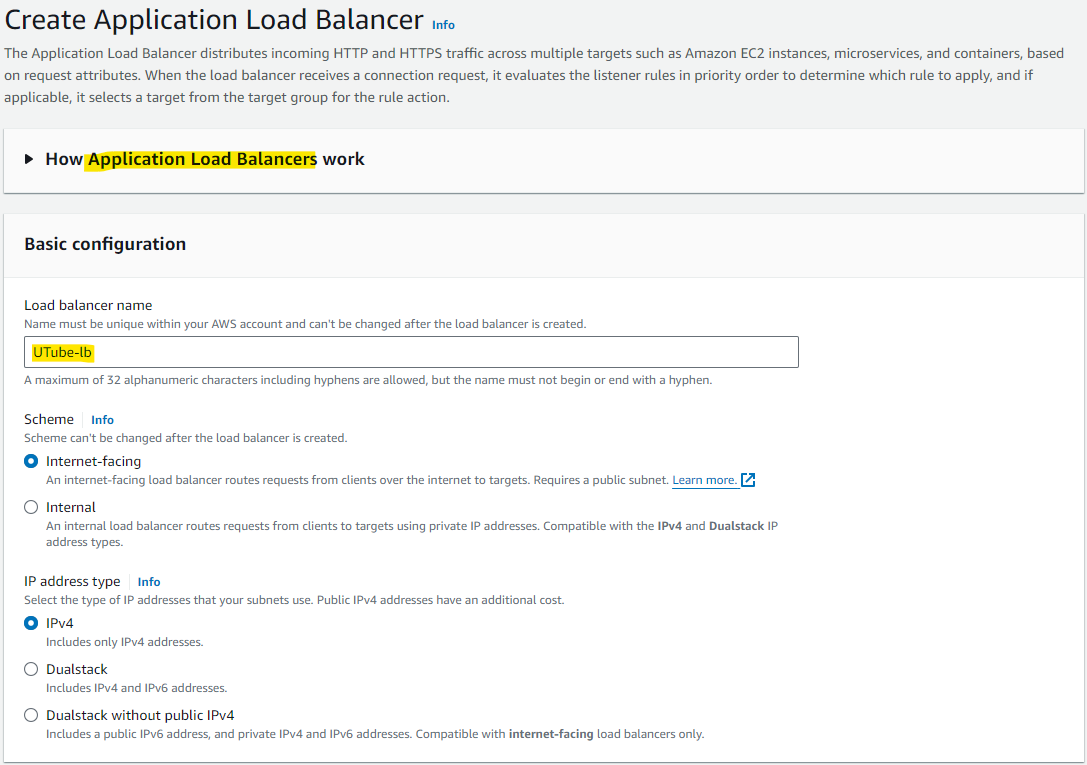 Create Application Load Balancer Info
The Application Load Balancer distributes incoming HTTP and HTTPS traffic across multiple targets such as Amazon EC2 instances, microservices, and containers, based
on request attributes. When the load balancer receives a connection request, it evaluates the listener rules in priority order to determine which rule to apply, and if
applicable, it selects a target from the target group for the rule action.
How Application Load Balancers work
Basic configuration
Load balancer name
Name must be unique within your AWS account and can't be changed after the load balancer is created.
UTube-lb
A maximum of 32 alphanumeric characters including hyphens are allowed, but the name must not begin or end with a hyphen.
Scheme Info
Scheme can't be changed after the load balancer is created.
Internet-facing
An internet-facing load balancer routes requests from clients over the internet to targets. Requires a public subnet. Learn more.
Internal
An internal load balancer routes requests from clients to targets using private IP addresses. Compatible with the IPv4 and Dualstack IP
address types.
IP address type Info
Select the type of IP addresses that your subnets use. Public IPv4 addresses have an additional cost.
IPv4
Includes only IPv4 addresses.
Dualstack
Includes IPv4 and IPv6 addresses.
Dualstack without public IPv4
Includes a public IPv6 address, and private IPv4 and IPv6 addresses. Compatible with internet-facing load balancers only.